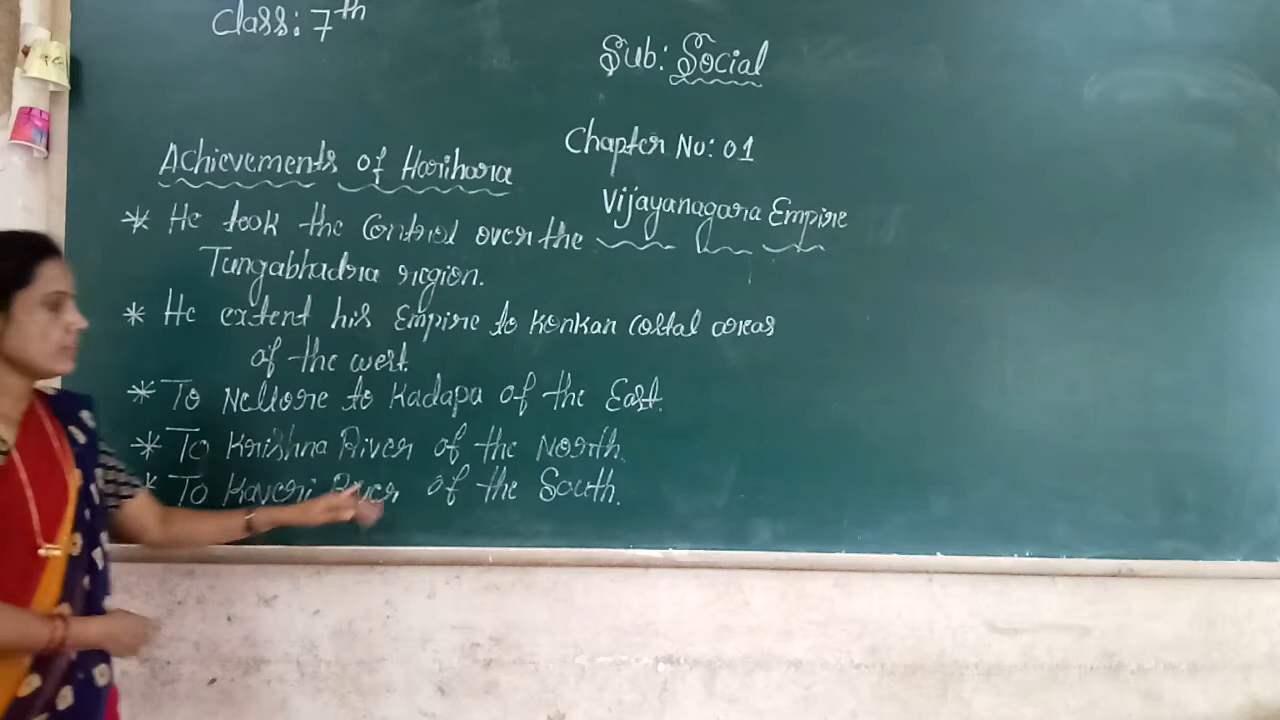 Class: 7th
Sub: Social
Chapter No: 01
Vijayanagara Empire
Achievements of Harihara
* He took the Control over the
Tungabhadra region.
* He extent his Empire to Konkan Costal areas
of the west.
* To Nellore to Kadapa of the East.
* To Krishna River of the North.
* To Kaveri River of the South.